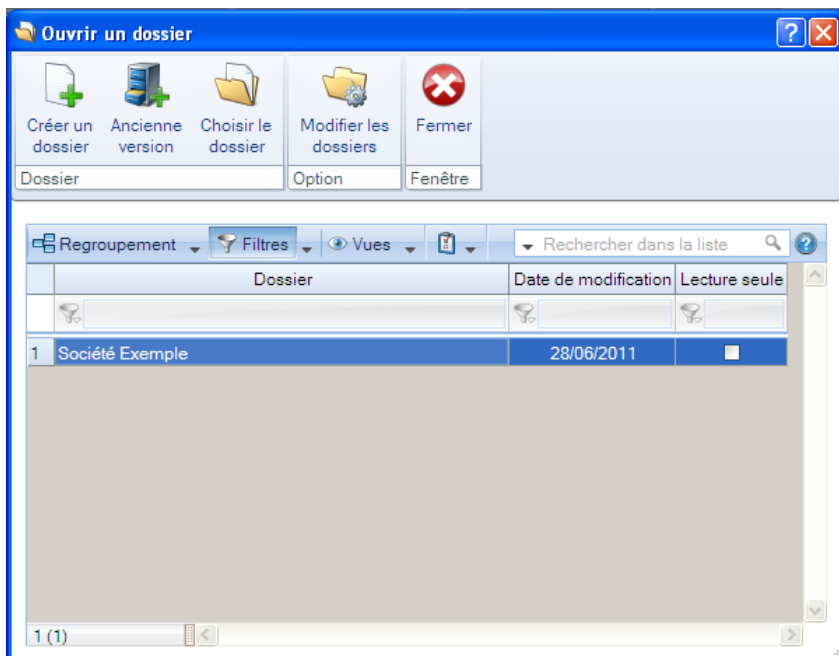 Ouvrir un dossier
Créer un dossier
Ancienne version
Choisir le dossier
Modifier les dossiers
Fermer
Dossier
Option
Fenêtre
Regroupement Filtres Vues Rechercher dans la liste
Dossier Date de modification Lecture seule
1 Société Exemple 28/06/2011
1 (1)